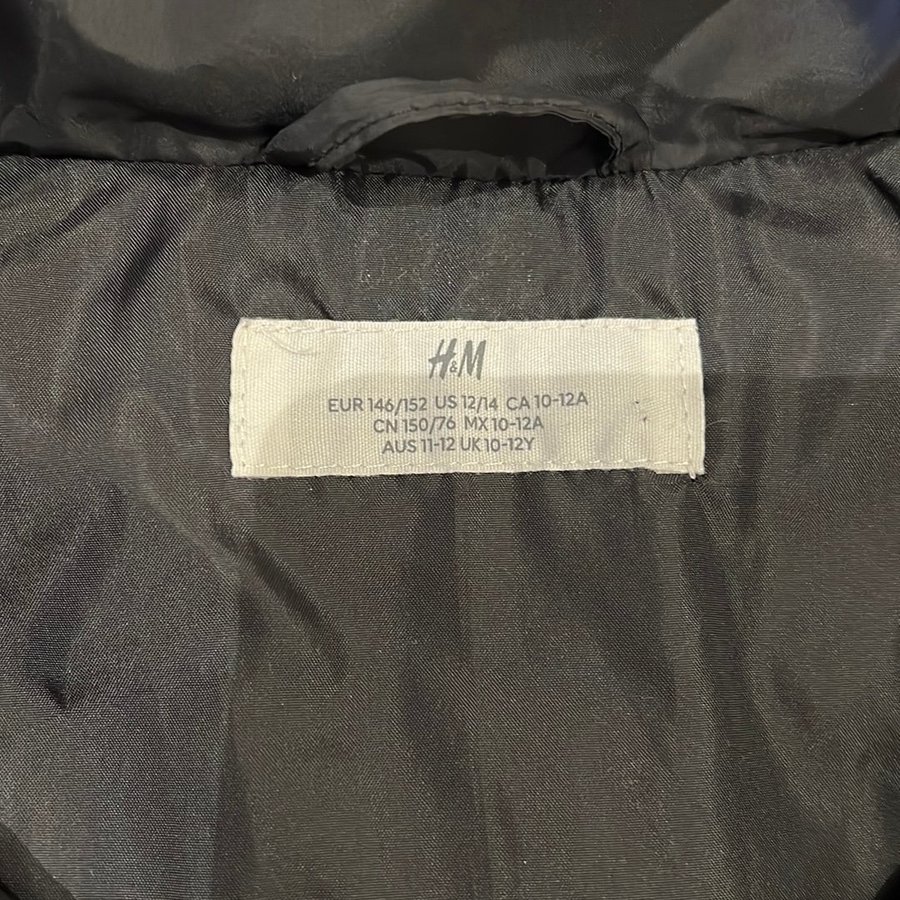 H&M
EUR 146/152 US 12/14 CA 10-12A
CN 150/76 MX 10-12A
AUS 11-12 UK 10-12Y